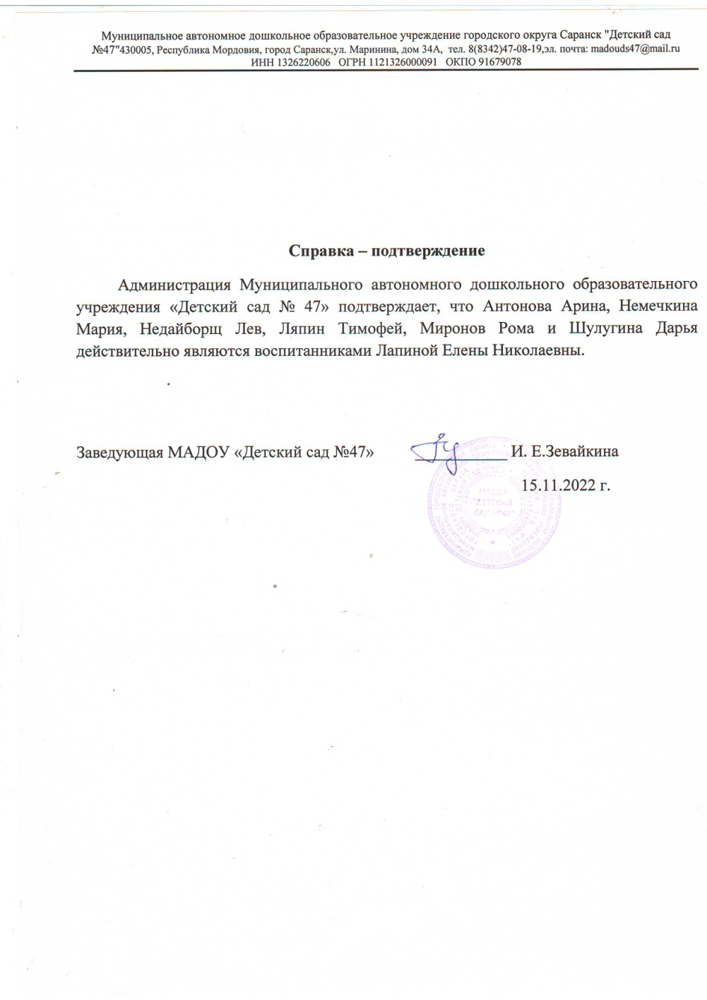 Муниципальное автономное дошкольное образовательное учреждение городского округа Саранск "Детский сад
№47"430005, Республика Мордовия, город Саранск,ул. Маринина, дом 34А, тел. 8(8342)47-08-19,эл. почта: madouds47@mail.ru
ИНН 1326220606 ОГРН 1121326000091 ОКПО 91679078
Справка – подтверждение
Администрация Муниципального автономного дошкольного образовательного
учреждения «Детский сад № 47» подтверждает, что Антонова Арина, Немечкина
Мария, Недайборщ Лев, Ляпин Тимофей, Миронов Рома и Шулугина Дарья
действительно являются воспитанниками Лапиной Елены Николаевны.
Заведующая МАДОУ «Детский сад №47» ___________ И. Е.Зевайкина
15.11.2022 г.
МАДОУ
"ДЕТСКИЙ
САД №47"